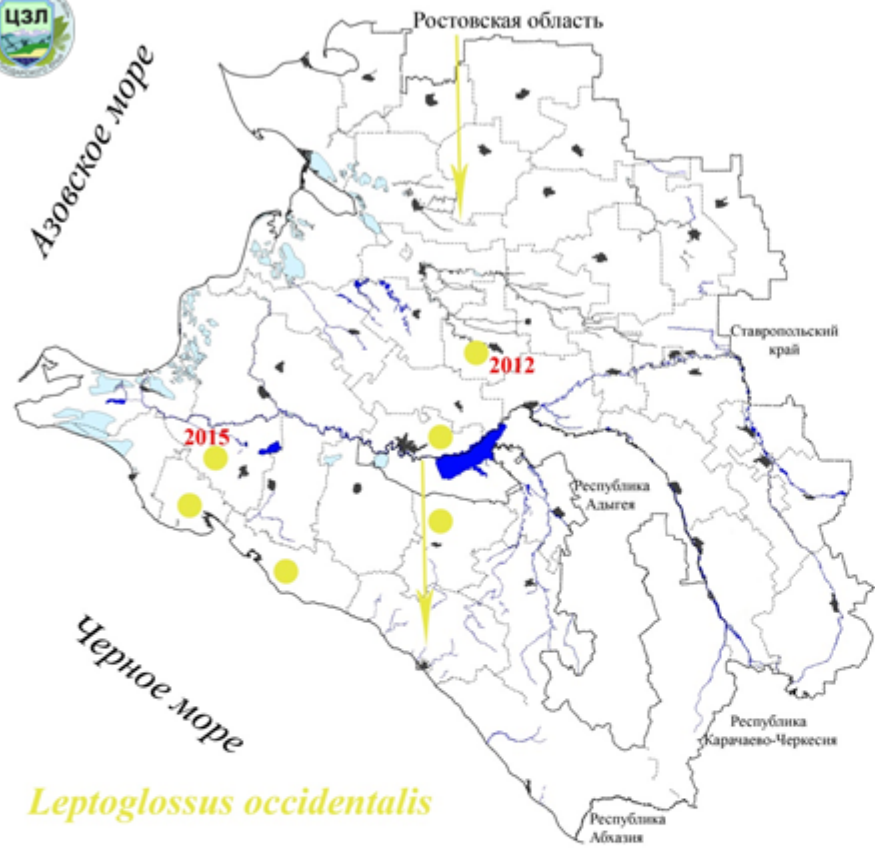 ЦЗЛ
Ростовская область
Азовское море
Ставропольский
край
2012
2015
Республика
Адыгея
Черное море
Республика
Карачаево-Черкесия
Leptoglossus occidentalis
Республика
Абхазия